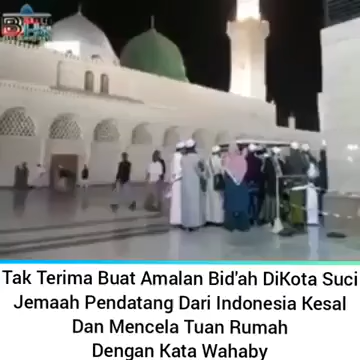 Tak Terima Buat Amalan Bid'ah DiKota Suci
Jemaah Pendatang Dari Indonesia Kesal
Dan Mencela Tuan Rumah
Dengan Kata Wahaby